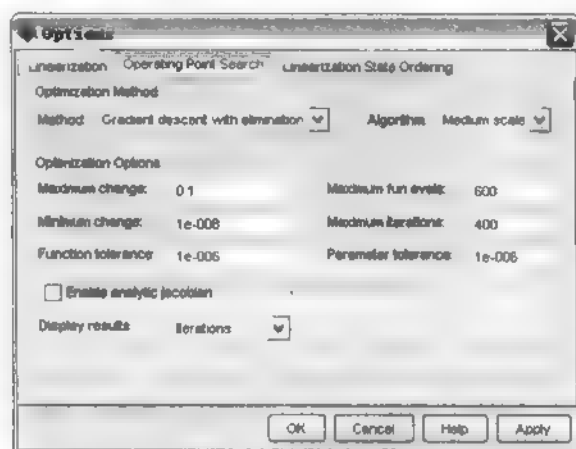 Options
Linearization Operating Point Search Linearization State Ordering
Optimization Method
Method: Gradient descent with elimination Algorithm: Medium scale
Optimization Options
Maximum change: 0.1 Maximum fun evals: 600
Minimum change: 1e-008 Maximum iterations: 400
Function tolerance: 1e-006 Parameter tolerance: 1e-006
Enable analytic jacobian
Display results: Iterations
OK Cancel Help Apply